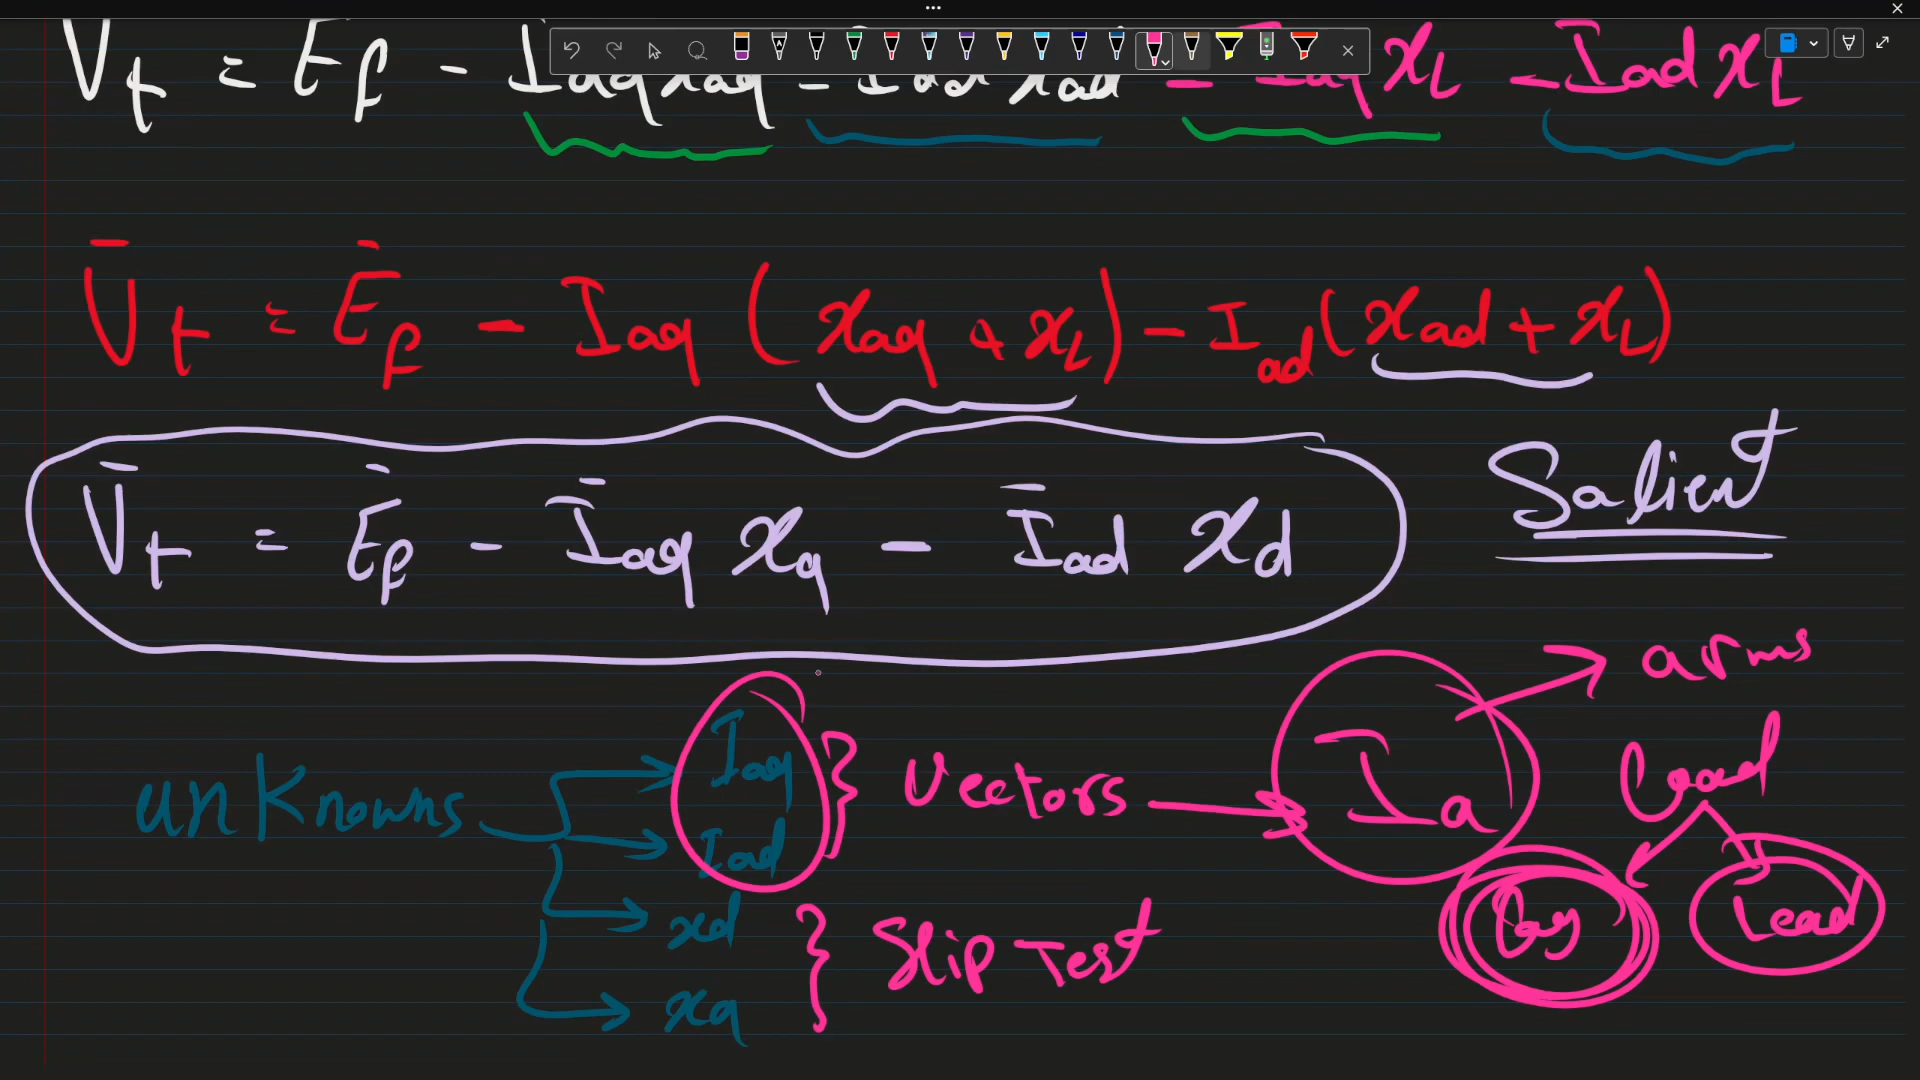 V̄t = Ef - Iaq xaq - Iad xad - Iaq xL - Iad xL
V̄t = Ēf - Iaq (xaq + xL) - Iad (xad + xL)
V̄t = Ēf - Īaq xq - Īad xd
Salient
arms
unknowns
Iaq
Iad
xd
xq
Vectors
Slip Test
Ia
Load
Lag
Lead